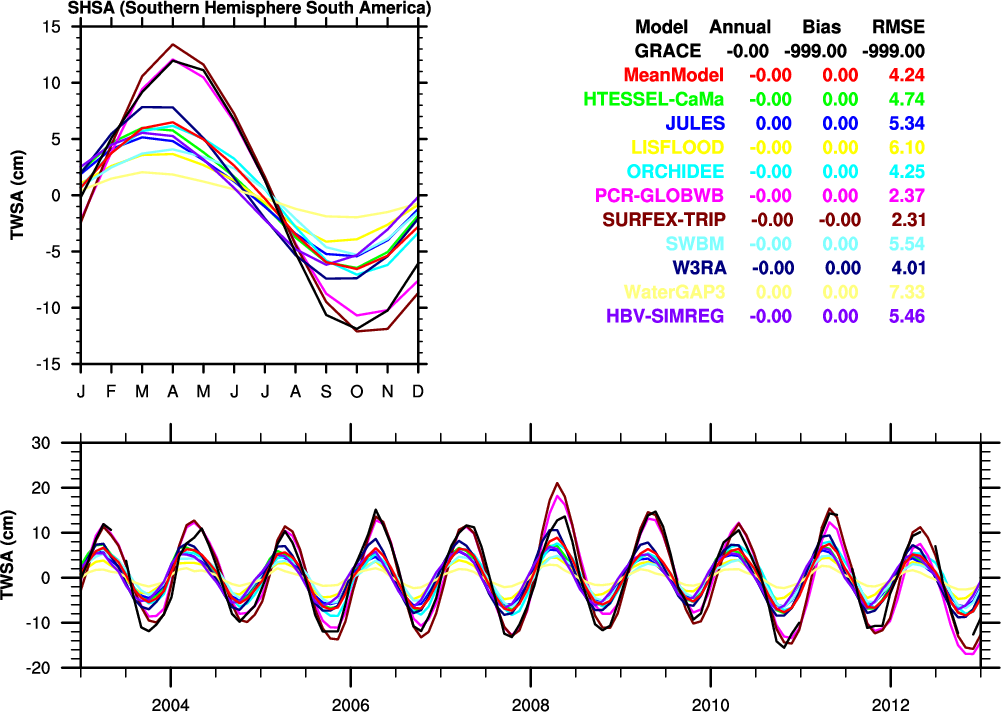 SHSA (Southern Hemisphere South America)
15
10
5
0
-5
-10
-15
TWSA (cm)
J F M A M J J A S O N D
Model Annual Bias RMSE
GRACE -0.00 -999.00 -999.00
MeanModel -0.00 0.00 4.24
HTESSEL-CaMa -0.00 0.00 4.74
JULES 0.00 0.00 5.34
LISFLOOD -0.00 0.00 6.10
ORCHIDEE -0.00 0.00 4.25
PCR-GLOBWB -0.00 0.00 2.37
SURFEX-TRIP -0.00 -0.00 2.31
SWBM -0.00 0.00 5.54
W3RA -0.00 0.00 4.01
WaterGAP3 0.00 0.00 7.33
HBV-SIMREG -0.00 0.00 5.46
30
20
10
0
-10
-20
TWSA (cm)
2004 2006 2008 2010 2012